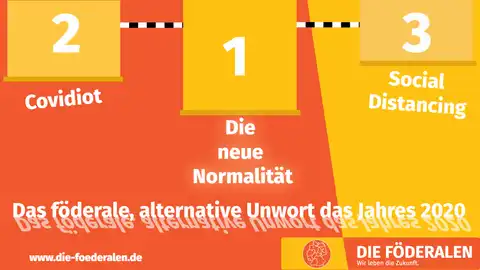 2
1
3
Covidiot
Social
Distancing
Die
neue
Normalität
Das föderale, alternative Unwort das Jahres 2020
www.die-foederalen.de
DIE FÖDERALEN
Wir leben die Zukunft.